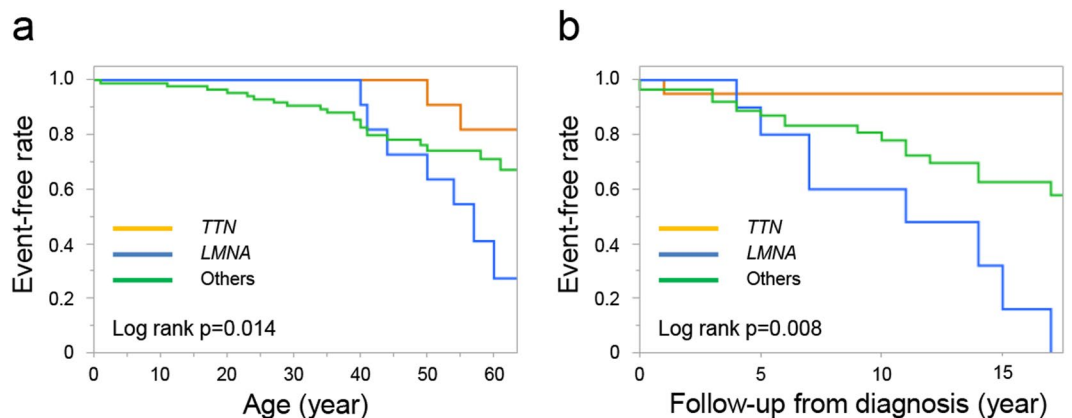 a
Event-free rate
1.0
0.8
0.6
0.4
0.2
0
TTN
LMNA
Others
Log rank p=0.014
0 10 20 30 40 50 60
Age (year)
b
Event-free rate
1.0
0.8
0.6
0.4
0.2
0
TTN
LMNA
Others
Log rank p=0.008
0 5 10 15
Follow-up from diagnosis (year)